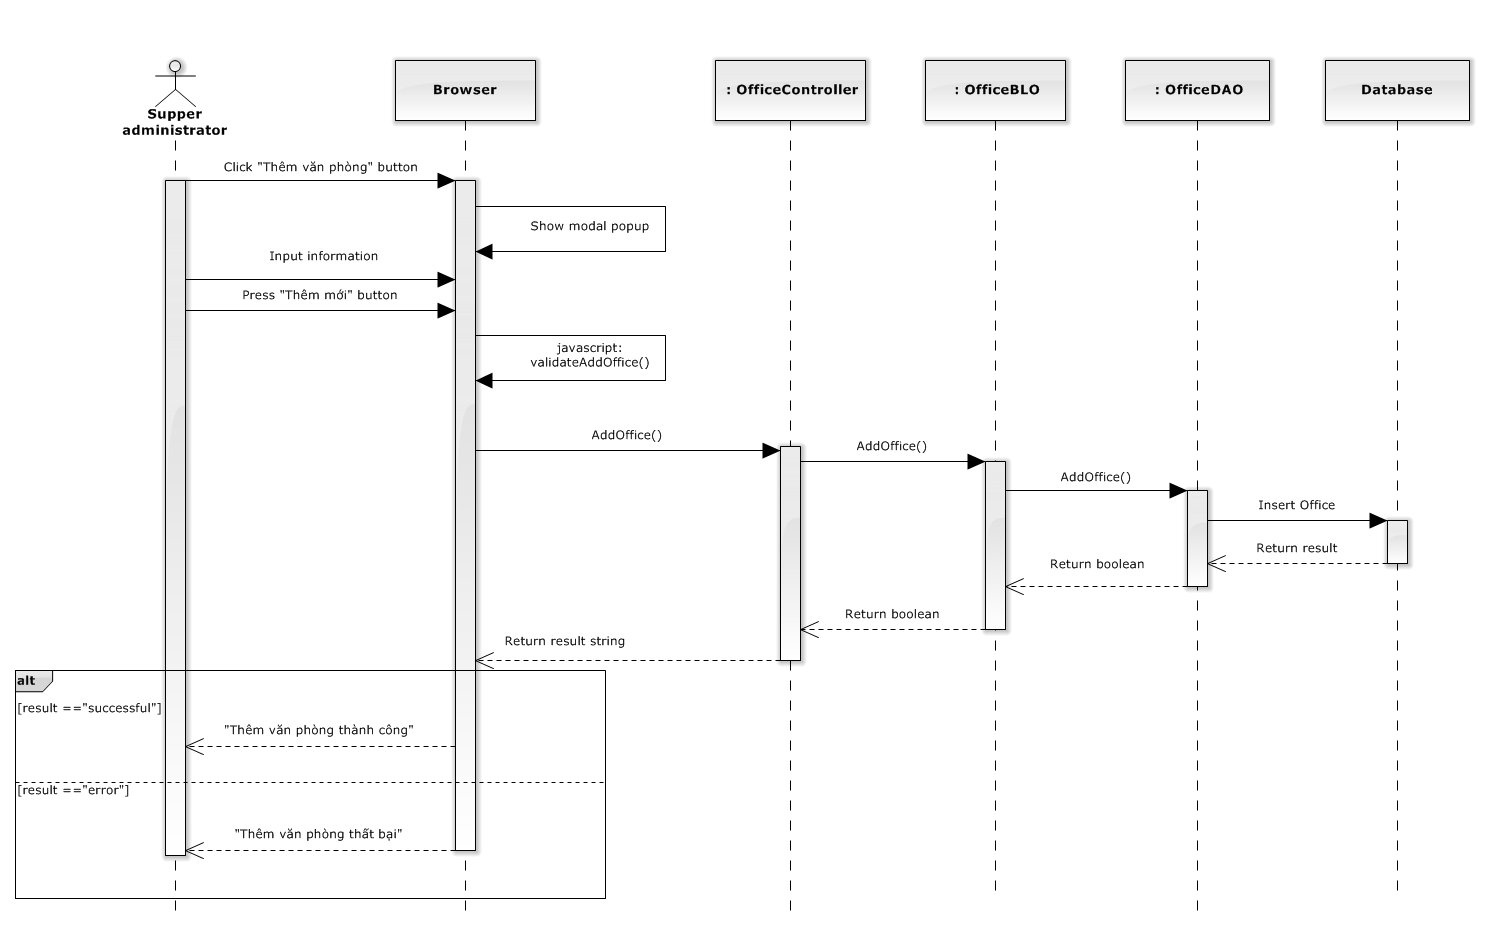 Supper
administrator
Browser
: OfficeController
: OfficeBLO
: OfficeDAO
Database
Click "Thêm văn phòng" button
Show modal popup
Input information
Press "Thêm mới" button
javascript:
validateAddOffice()
AddOffice()
AddOffice()
AddOffice()
Insert Office
Return result
Return boolean
Return boolean
Return result string
alt
[result =="successful"]
"Thêm văn phòng thành công"
[result =="error"]
"Thêm văn phòng thất bại"